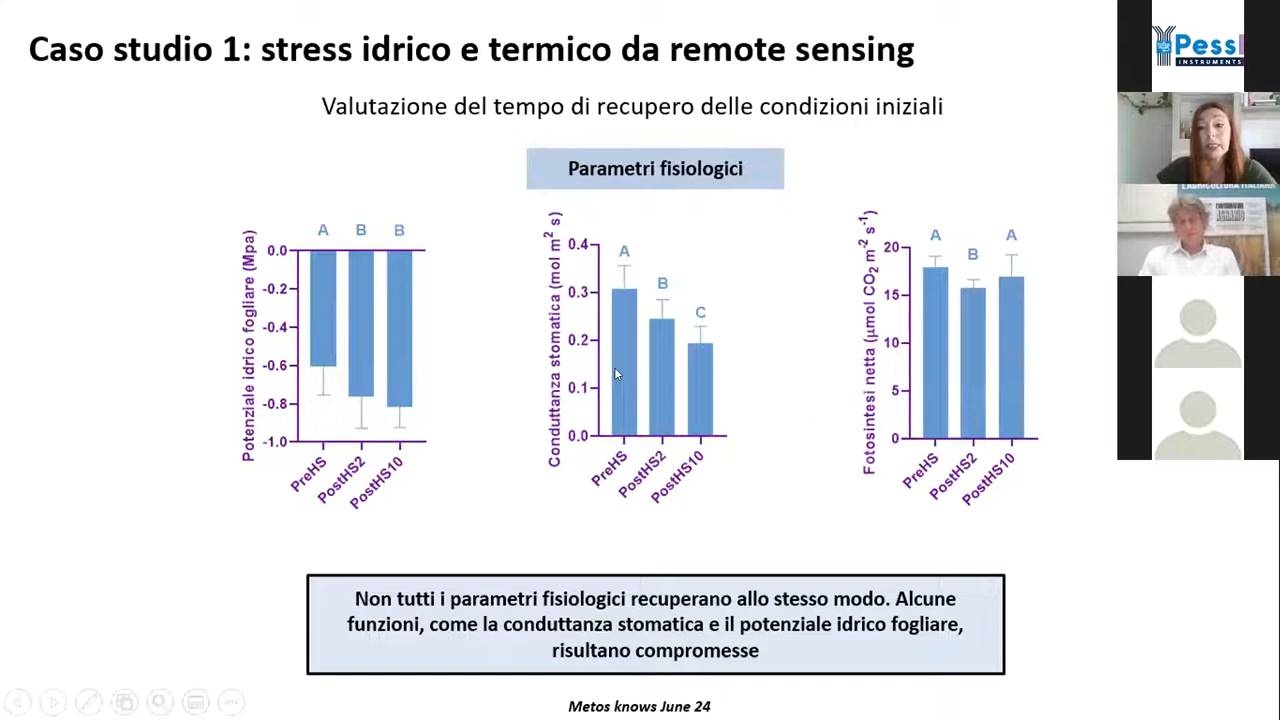 Caso studio 1: stress idrico e termico da remote sensing
Valutazione del tempo di recupero delle condizioni iniziali
Parametri fisiologici
Potenziale idrico fogliare (Mpa)
A B B
0.0
-0.2
-0.4
-0.6
-0.8
-1.0
PreHS
PostHS2
PostHS10
Conduttanza stomatica (mol m² s)
A
B
C
0.4
0.3
0.2
0.1
0.0
PreHS
PostHS2
PostHS10
Fotosintesi netta (µmol CO₂ m⁻² s⁻¹)
A B A
20
15
10
5
0
PreHS
PostHS2
PostHS10
Non tutti i parametri fisiologici recuperano allo stesso modo. Alcune
funzioni, come la conduttanza stomatica e il potenziale idrico fogliare,
risultano compromesse
Metos knows June 24
Pessl
INSTRUMENTS
L'AGRICOLTURA ITALIANA
AGRARIO